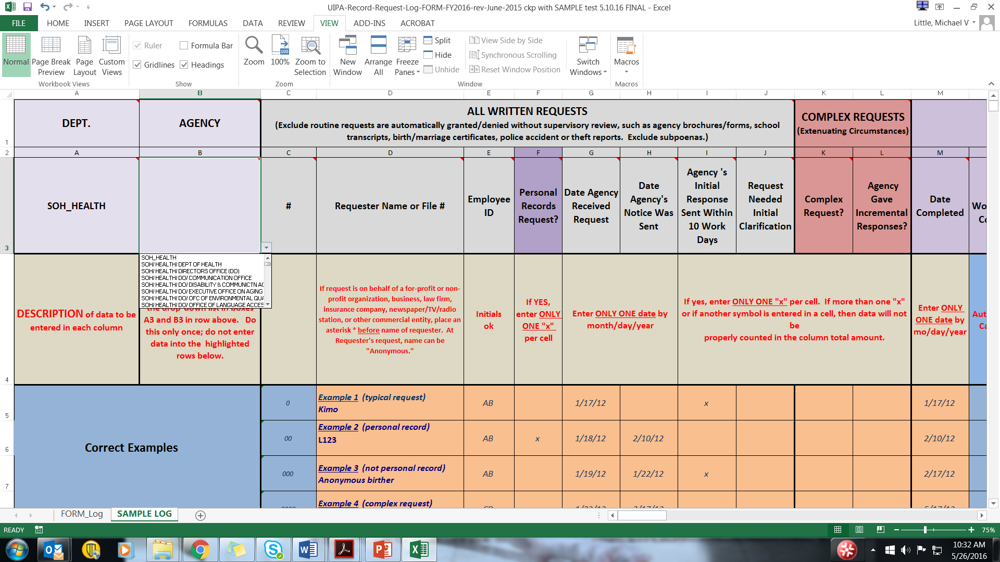 UIPA-Record-Request-Log-FORM-FY2016-rev-June-2015 ckp with SAMPLE test 5.10.16 FINAL - Excel
FILE HOME INSERT PAGE LAYOUT FORMULAS DATA REVIEW VIEW ADD-INS ACROBAT Little, Michael V
Normal
Page Break
Preview
Page
Layout
Custom
Views
Workbook Views
Ruler
Formula Bar
Gridlines
Headings
Show
Zoom
100
100%
Zoom to
Selection
Zoom
New
Window
Arrange
All
Freeze
Panes
Split
Hide
Unhide
View Side by Side
Synchronous Scrolling
Reset Window Position
Switch
Windows
Window
Macros
Macros
A B C D E F G H I J K L M
1
DEPT.
AGENCY
ALL WRITTEN REQUESTS
(Exclude routine requests are automatically granted/denied without supervisory review, such as agency brochures/forms, school
transcripts, birth/marriage certificates, police accident or theft reports.  Exclude subpoenas.)
COMPLEX REQUESTS
(Extenuating Circumstances)
2 A B C D E F G H I J K L M
3
SOH_HEALTH
#
Requester Name or File #
Employee
ID
Personal
Records
Request?
Date Agency
Received
Request
Date
Agency's
Notice Was
Sent
Agency 's
Initial
Response
Sent Within
10 Work
Days
Request
Needed
Initial
Clarification
Complex
Request?
Agency
Gave
Incremental
Responses?
Date
Completed
SOH_HEALTH
SOH/ HEALTH/ DEPT OF HEALTH
SOH/ HEALTH/ DIRECTORS OFFICE (DO)
SOH/ HEALTH/ DO/ COMMUNICATION OFFICE
SOH/ HEALTH/ DO/ DISABILITY & COMMUNICTN AC
SOH/ HEALTH/ DO/ EXECUTIVE OFFICE ON AGING
SOH/ HEALTH/ DO/ OFC OF ENVIRONMENTAL QUA
SOH/ HEALTH/ DO/ OFFICE OF LANGUAGE ACCES
4
DESCRIPTION of data to be
entered in each column
the drop-down list in boxes
A3 and B3 in row above.   Do
this only once; do not enter
data into the  highlighted
rows below.
If request is on behalf of a for-profit or non-
profit organization, business, law firm,
insurance company, newspaper/TV/radio
station, or other commercial entity, place an
asterisk * before name of requester.  At
Requester's request, name can be
"Anonymous."
Initials
ok
If YES,
enter ONLY
ONE "x"
per cell
Enter ONLY ONE date by
month/day/year
If yes, enter ONLY ONE "x" per cell.  If more than one "x"
or if another symbol is entered in a cell, then data will not
be
properly counted in the column total amount.
Enter ONLY
ONE date by
mo/day/year
Correct Examples
5 0 Example 1  (typical request)
Kimo AB 1/17/12 x 1/17/12
6 00 Example 2  (personal record)
L123 AB x 1/18/12 2/10/12 2/10/12
7 000 Example 3  (not personal record)
Anonymous birther AB 1/19/12 1/22/12 x 2/17/12
Example 4  (complex request)
FORM_Log SAMPLE LOG
READY 75%
10:32 AM
5/26/2016